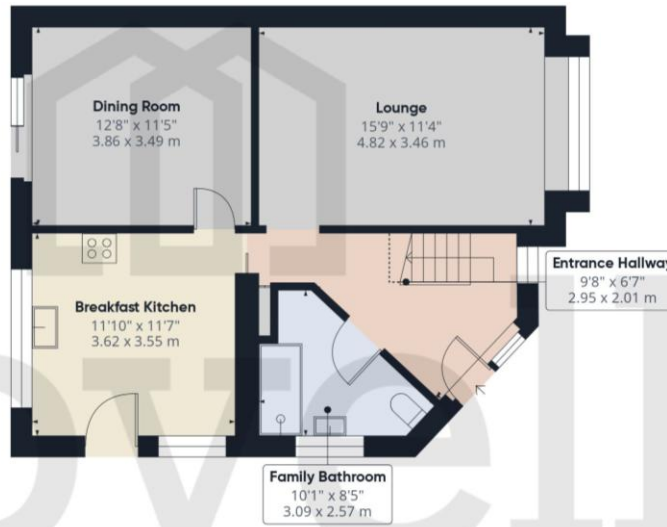 Dining Room
12'8" x 11'5"
3.86 x 3.49 m
Lounge
15'9" x 11'4"
4.82 x 3.46 m
Entrance Hallway
9'8" x 6'7"
2.95 x 2.01 m
Breakfast Kitchen
11'10" x 11'7"
3.62 x 3.55 m
Family Bathroom
10'1" x 8'5"
3.09 x 2.57 m